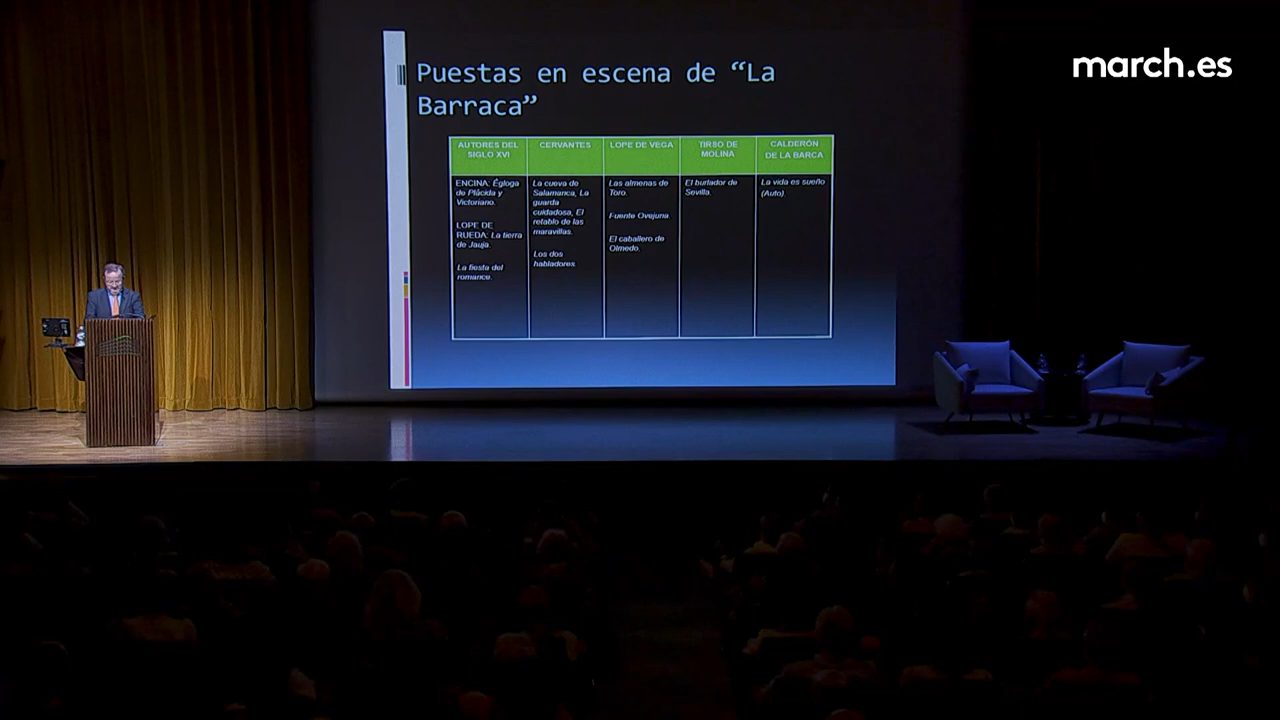 march.es
Puestas en escena de “La
Barraca”
AUTORES DEL
SIGLO XVI
ENCINA: Égloga
de Plácida y
Victoriano.
LOPE DE
RUEDA: La tierra
de Jauja.
La fiesta del
romance.
CERVANTES
La cueva de
Salamanca, La
guarda
cuidadosa, El
retablo de las
maravillas.
Los dos
habladores.
LOPE DE VEGA
Las almenas de
Toro.
Fuente Ovejuna.
El caballero de
Olmedo.
TIRSO DE
MOLINA
El burlador de
Sevilla.
CALDERÓN
DE LA BARCA
La vida es sueño
(Auto).